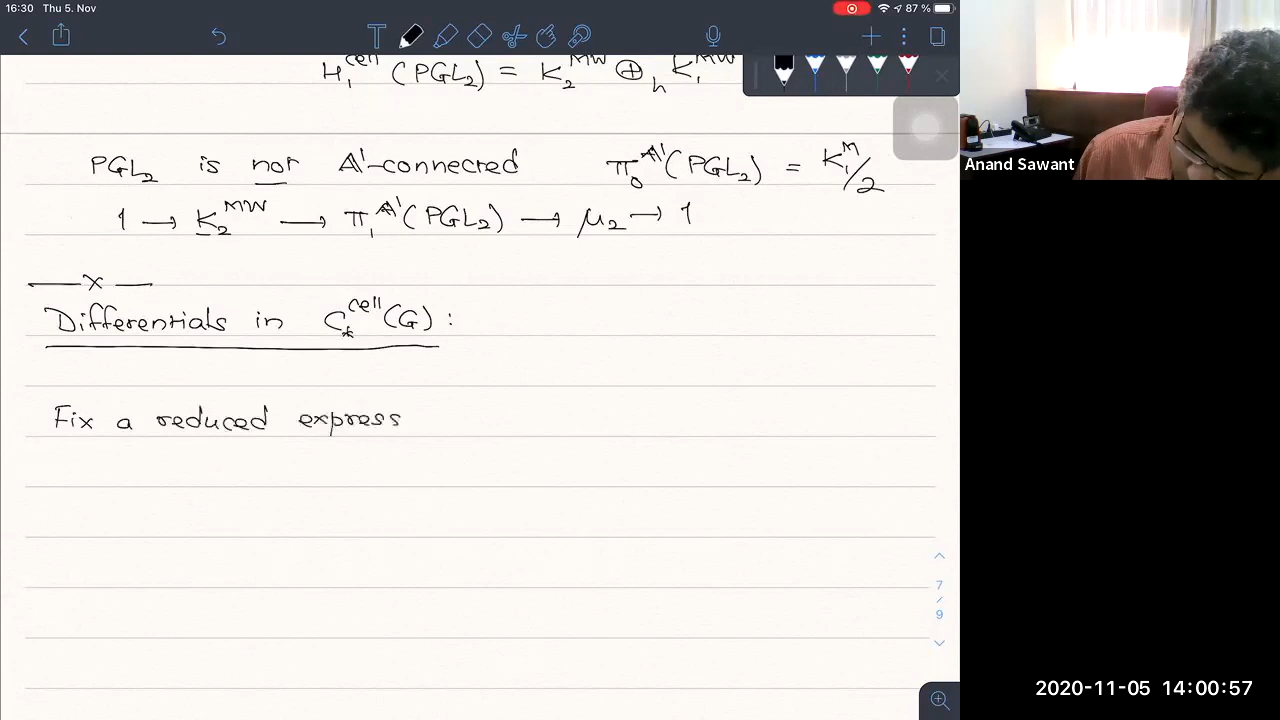 16:30 Thu 5. Nov 87 %
H₁^cell (PGL₂) = K₂^MW ⊕_h K₁^MW
PGL₂ is not A¹-connected π₀^A¹(PGL₂) = K₁^M/2
1 → K₂^MW → π₁^A¹(PGL₂) → μ₂ → 1
—x—
Differentials in C_*^cell(G) :
Fix a reduced express
7
/
9
Anand Sawant
2020-11-05 14:00:57